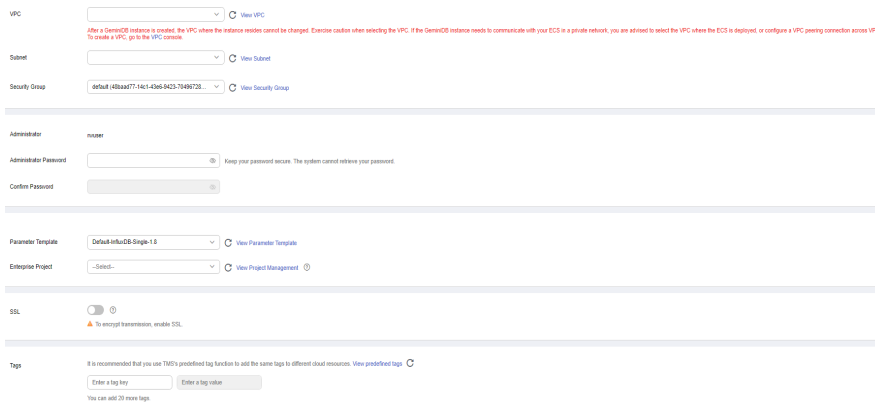 VPC
View VPC
After a GeminiDB instance is created, the VPC where the instance resides cannot be changed. Exercise caution when selecting the VPC. If the GeminiDB instance needs to communicate with your ECS in a private network, you are advised to select the VPC where the ECS is deployed, or configure a VPC peering connection across VP
To create a VPC, go to the VPC console.
Subnet
View Subnet
Security Group
default (49baad77-14c1-43e6-9423-70496728...
View Security Group
Administrator
rwuser
Administrator Password
Keep your password secure. The system cannot retrieve your password.
Confirm Password
Parameter Template
Default-InfluxDB-Single-1.8
View Parameter Template
Enterprise Project
--Select--
View Project Management
SSL
To encrypt transmission, enable SSL.
Tags
It is recommended that you use TMS's predefined tag function to add the same tags to different cloud resources. View predefined tags
Enter a tag key
Enter a tag value
You can add 20 more tags.